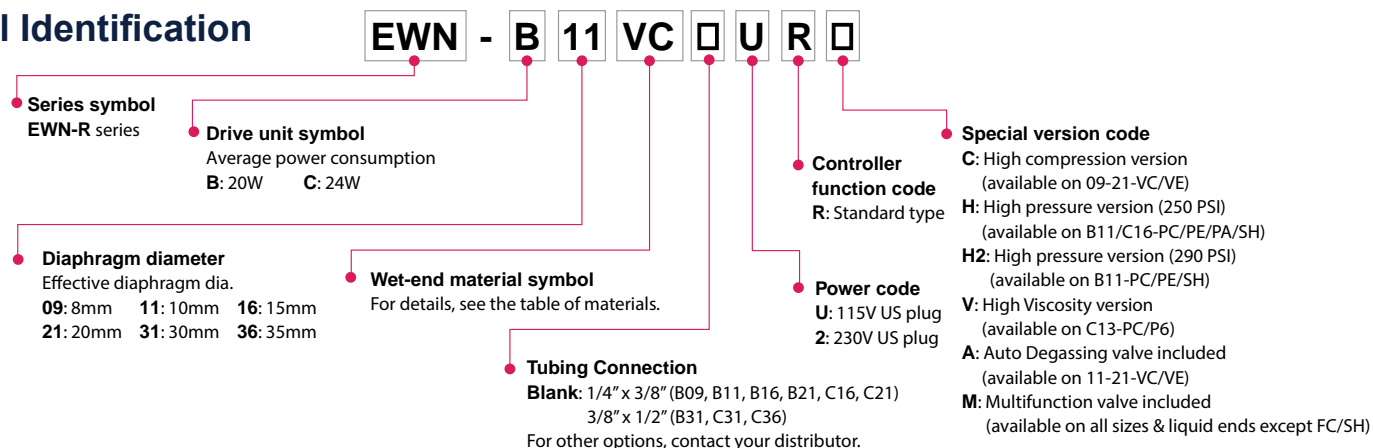 l Identification
EWN - B 11 VC □ U R □
Series symbol
EWN-R series
Drive unit symbol
Average power consumption
B: 20W C: 24W
Diaphragm diameter
Effective diaphragm dia.
09: 8mm 11: 10mm 16: 15mm
21: 20mm 31: 30mm 36: 35mm
Wet-end material symbol
For details, see the table of materials.
Tubing Connection
Blank: 1/4” x 3/8” (B09, B11, B16, B21, C16, C21)
3/8” x 1/2” (B31, C31, C36)
For other options, contact your distributor.
Power code
U: 115V US plug
2: 230V US plug
Controller
function code
R: Standard type
Special version code
C: High compression version
(available on 09-21-VC/VE)
H: High pressure version (250 PSI)
(available on B11/C16-PC/PE/PA/SH)
H2: High pressure version (290 PSI)
(available on B11-PC/PE/SH)
V: High Viscosity version
(available on C13-PC/P6)
A: Auto Degassing valve included
(available on 11-21-VC/VE)
M: Multifunction valve included
(available on all sizes & liquid ends except FC/SH)